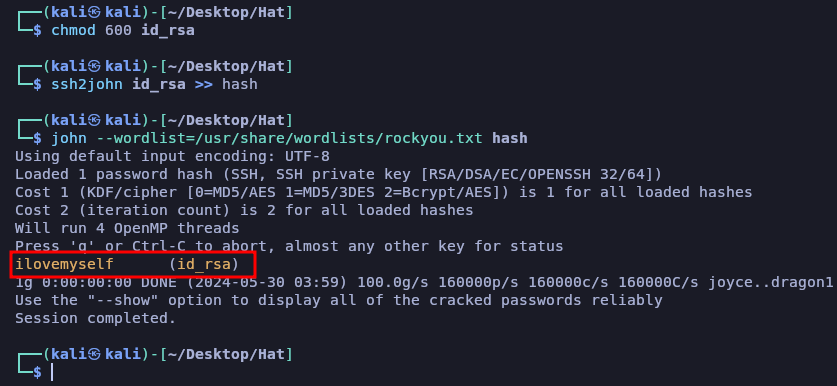 ┌──(kali㉿kali)-[~/Desktop/Hat]
└─$ chmod 600 id_rsa
┌──(kali㉿kali)-[~/Desktop/Hat]
└─$ ssh2john id_rsa >> hash
┌──(kali㉿kali)-[~/Desktop/Hat]
└─$ john --wordlist=/usr/share/wordlists/rockyou.txt hash
Using default input encoding: UTF-8
Loaded 1 password hash (SSH, SSH private key [RSA/DSA/EC/OPENSSH 32/64])
Cost 1 (KDF/cipher [0=MD5/AES 1=MD5/3DES 2=Bcrypt/AES]) is 1 for all loaded hashes
Cost 2 (iteration count) is 2 for all loaded hashes
Will run 4 OpenMP threads
Press 'q' or Ctrl-C to abort, almost any other key for status
ilovemyself      (id_rsa)
1g 0:00:00:00 DONE (2024-05-30 03:59) 100.0g/s 160000p/s 160000c/s 160000C/s joyce..dragon1
Use the "--show" option to display all of the cracked passwords reliably
Session completed.
┌──(kali㉿kali)-[~/Desktop/Hat]
└─$